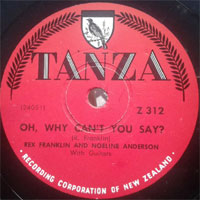 TANZA
Z 312
OH, WHY CAN'T YOU SAY?
(R. Franklin)
REX FRANKLIN AND NOELINE ANDERSON
With Guitars
• RECORDING CORPORATION OF NEW ZEALAND •